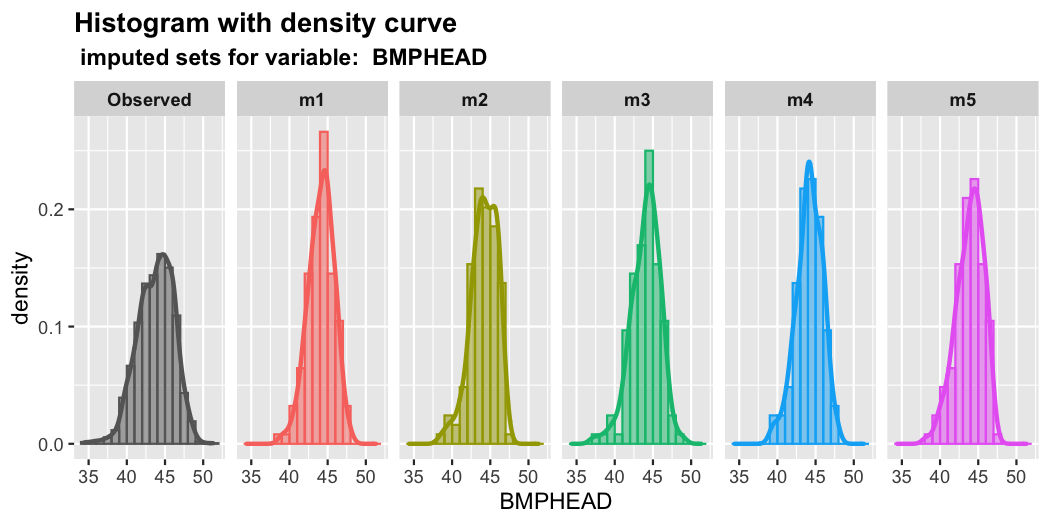 Histogram with density curve
imputed sets for variable:  BMPHEAD
Observed m1 m2 m3 m4 m5
density
0.2
0.1
0.0
35 40 45 50 35 40 45 50 35 40 45 50 35 40 45 50 35 40 45 50 35 40 45 50
BMPHEAD